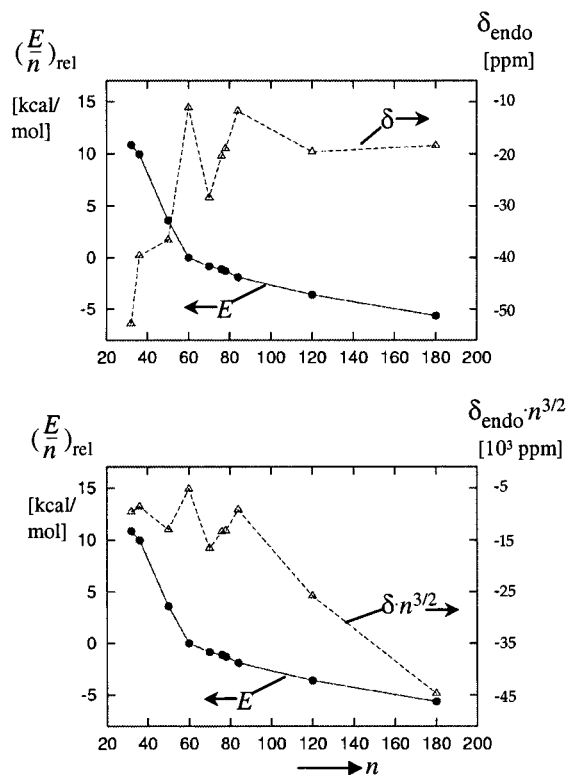 (E/n)rel
[kcal/
mol]
δendo
[ppm]
15
10
5
0
-5
-10
-20
-30
-40
-50
δ
E
20 40 60 80 100 120 140 160 180 200
(E/n)rel
[kcal/
mol]
δendo·n3/2
[10³ ppm]
15
10
5
0
-5
-5
-15
-25
-35
-45
δ·n3/2
E
20 40 60 80 100 120 140 160 180 200
n